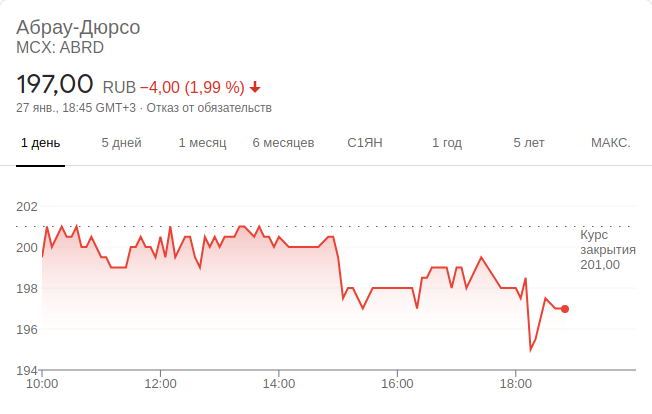 Абрау-Дюрсо
MCX: ABRD
197,00 RUB −4,00 (1,99 %)
27 янв., 18:45 GMT+3 · Отказ от обязательств
1 день 5 дней 1 месяц 6 месяцев С1ЯН 1 год 5 лет МАКС.
202
200
198
196
194
Курс
закрытия
201,00
10:00 12:00 14:00 16:00 18:00